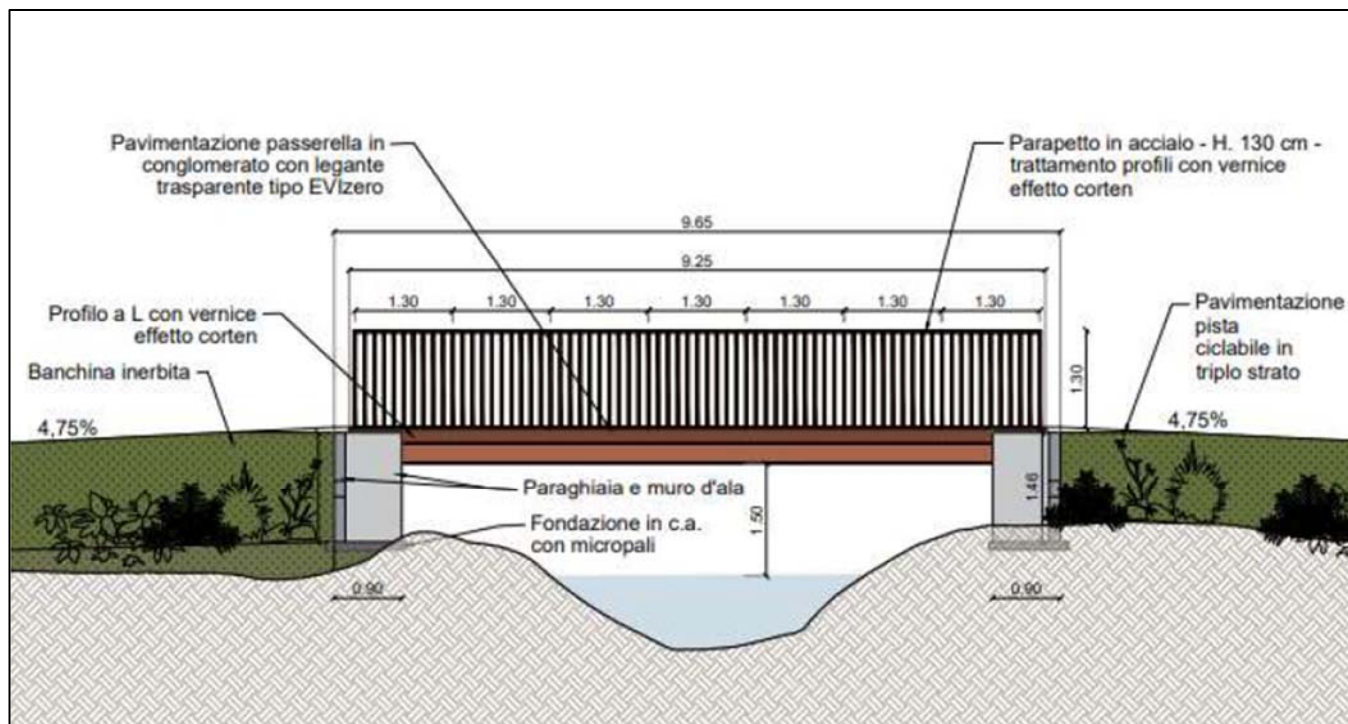 Pavimentazione passerella in
conglomerato con legante
trasparente tipo EVIzero
Parapetto in acciaio - H. 130 cm -
trattamento profili con vernice
effetto corten
9.65
9.25
1.30 1.30 1.30 1.30 1.30 1.30 1.30
Profilo a L con vernice
effetto corten
Pavimentazione
pista
ciclabile in
triplo strato
Banchina inerbita
1.30
4,75%
4,75%
Paraghiaia e muro d'ala
1.46
1.50
Fondazione in c.a.
con micropali
0.90
0.90